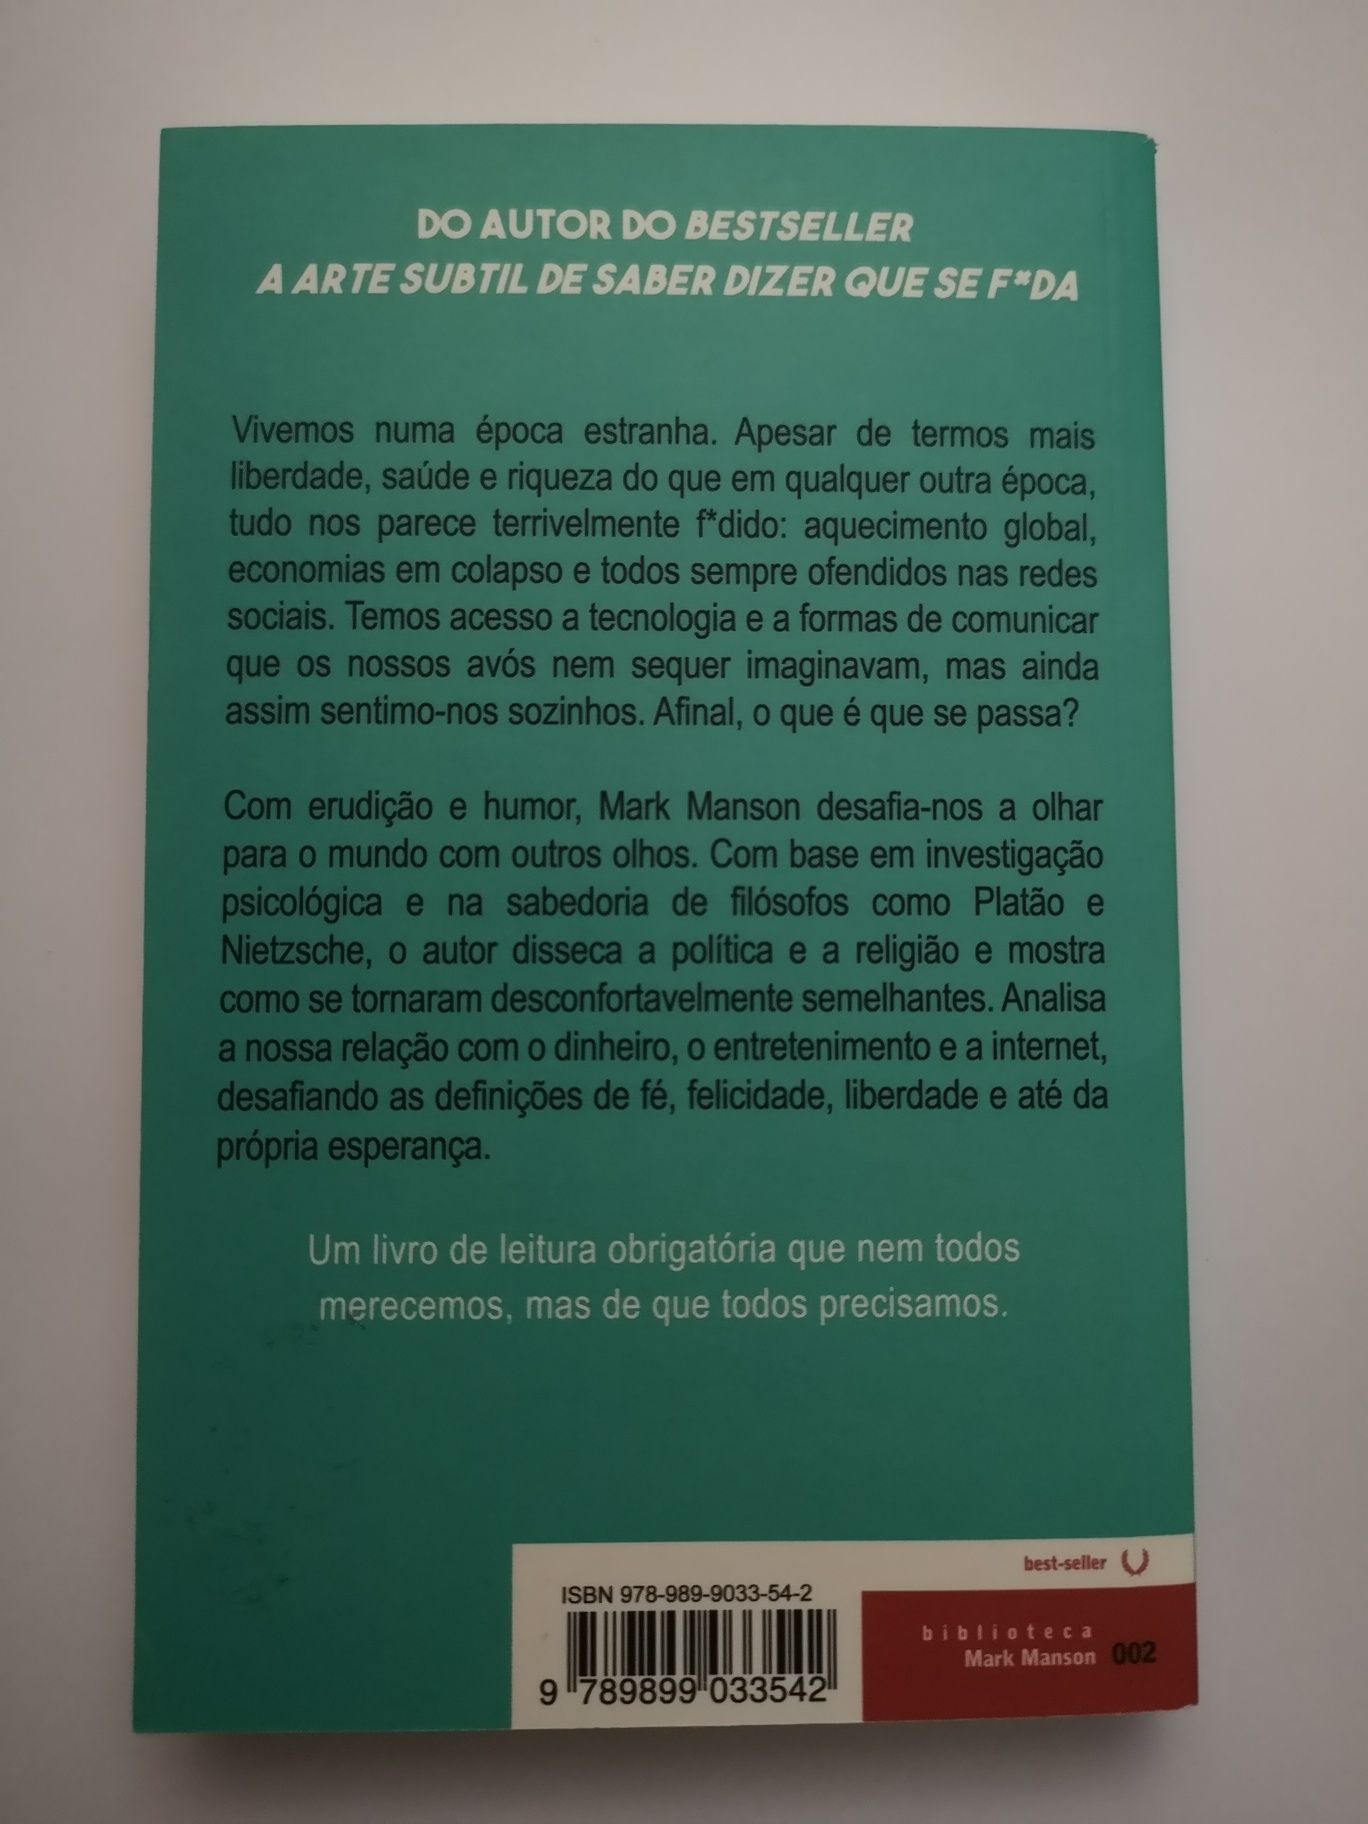 DO AUTOR DO BESTSELLER
A ARTE SUBTIL DE SABER DIZER QUE SE F*DA
Vivemos numa época estranha. Apesar de termos mais
liberdade, saúde e riqueza do que em qualquer outra época,
tudo nos parece terrivelmente f*dido: aquecimento global,
economias em colapso e todos sempre ofendidos nas redes
sociais. Temos acesso a tecnologia e a formas de comunicar
que os nossos avós nem sequer imaginavam, mas ainda
assim sentimo-nos sozinhos. Afinal, o que é que se passa?
Com erudição e humor, Mark Manson desafia-nos a olhar
para o mundo com outros olhos. Com base em investigação
psicológica e na sabedoria de filósofos como Platão e
Nietzsche, o autor disseca a política e a religião e mostra
como se tornaram desconfortavelmente semelhantes. Analisa
a nossa relação com o dinheiro, o entretenimento e a internet,
desafiando as definições de fé, felicidade, liberdade e até da
própria esperança.
Um livro de leitura obrigatória que nem todos
merecemos, mas de que todos precisamos.
best-seller
ISBN 978-989-9033-54-2
9 789899 033542
biblioteca
Mark Manson 002